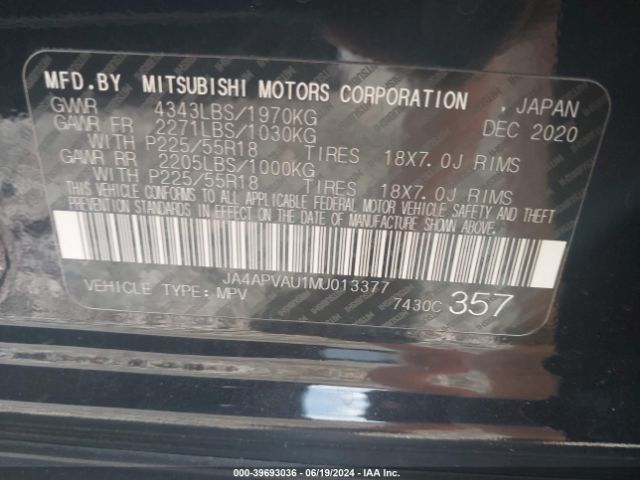 MFD.BY MITSUBISHI MOTORS CORPORATION , JAPAN
GVWR 4343LBS/1970KG DEC 2020
GAWR FR 2271LBS/1030KG
WITH P225/55R18 TIRES 18X7.0J RIMS
GAWR RR 2205LBS/1000KG
WITH P225/55R18 TIRES 18X7.0J RIMS
THIS VEHICLE CONFORMS TO ALL APPLICABLE FEDERAL MOTOR VEHICLE SAFETY AND THEFT
PREVENTION STANDARDS IN EFFECT ON THE DATE OF MANUFACTURE SHOWN ABOVE.
JA4APVAU1MU013377
VEHICLE TYPE: MPV 7430C 357
000-39693036 - 06/19/2024 - IAA Inc.